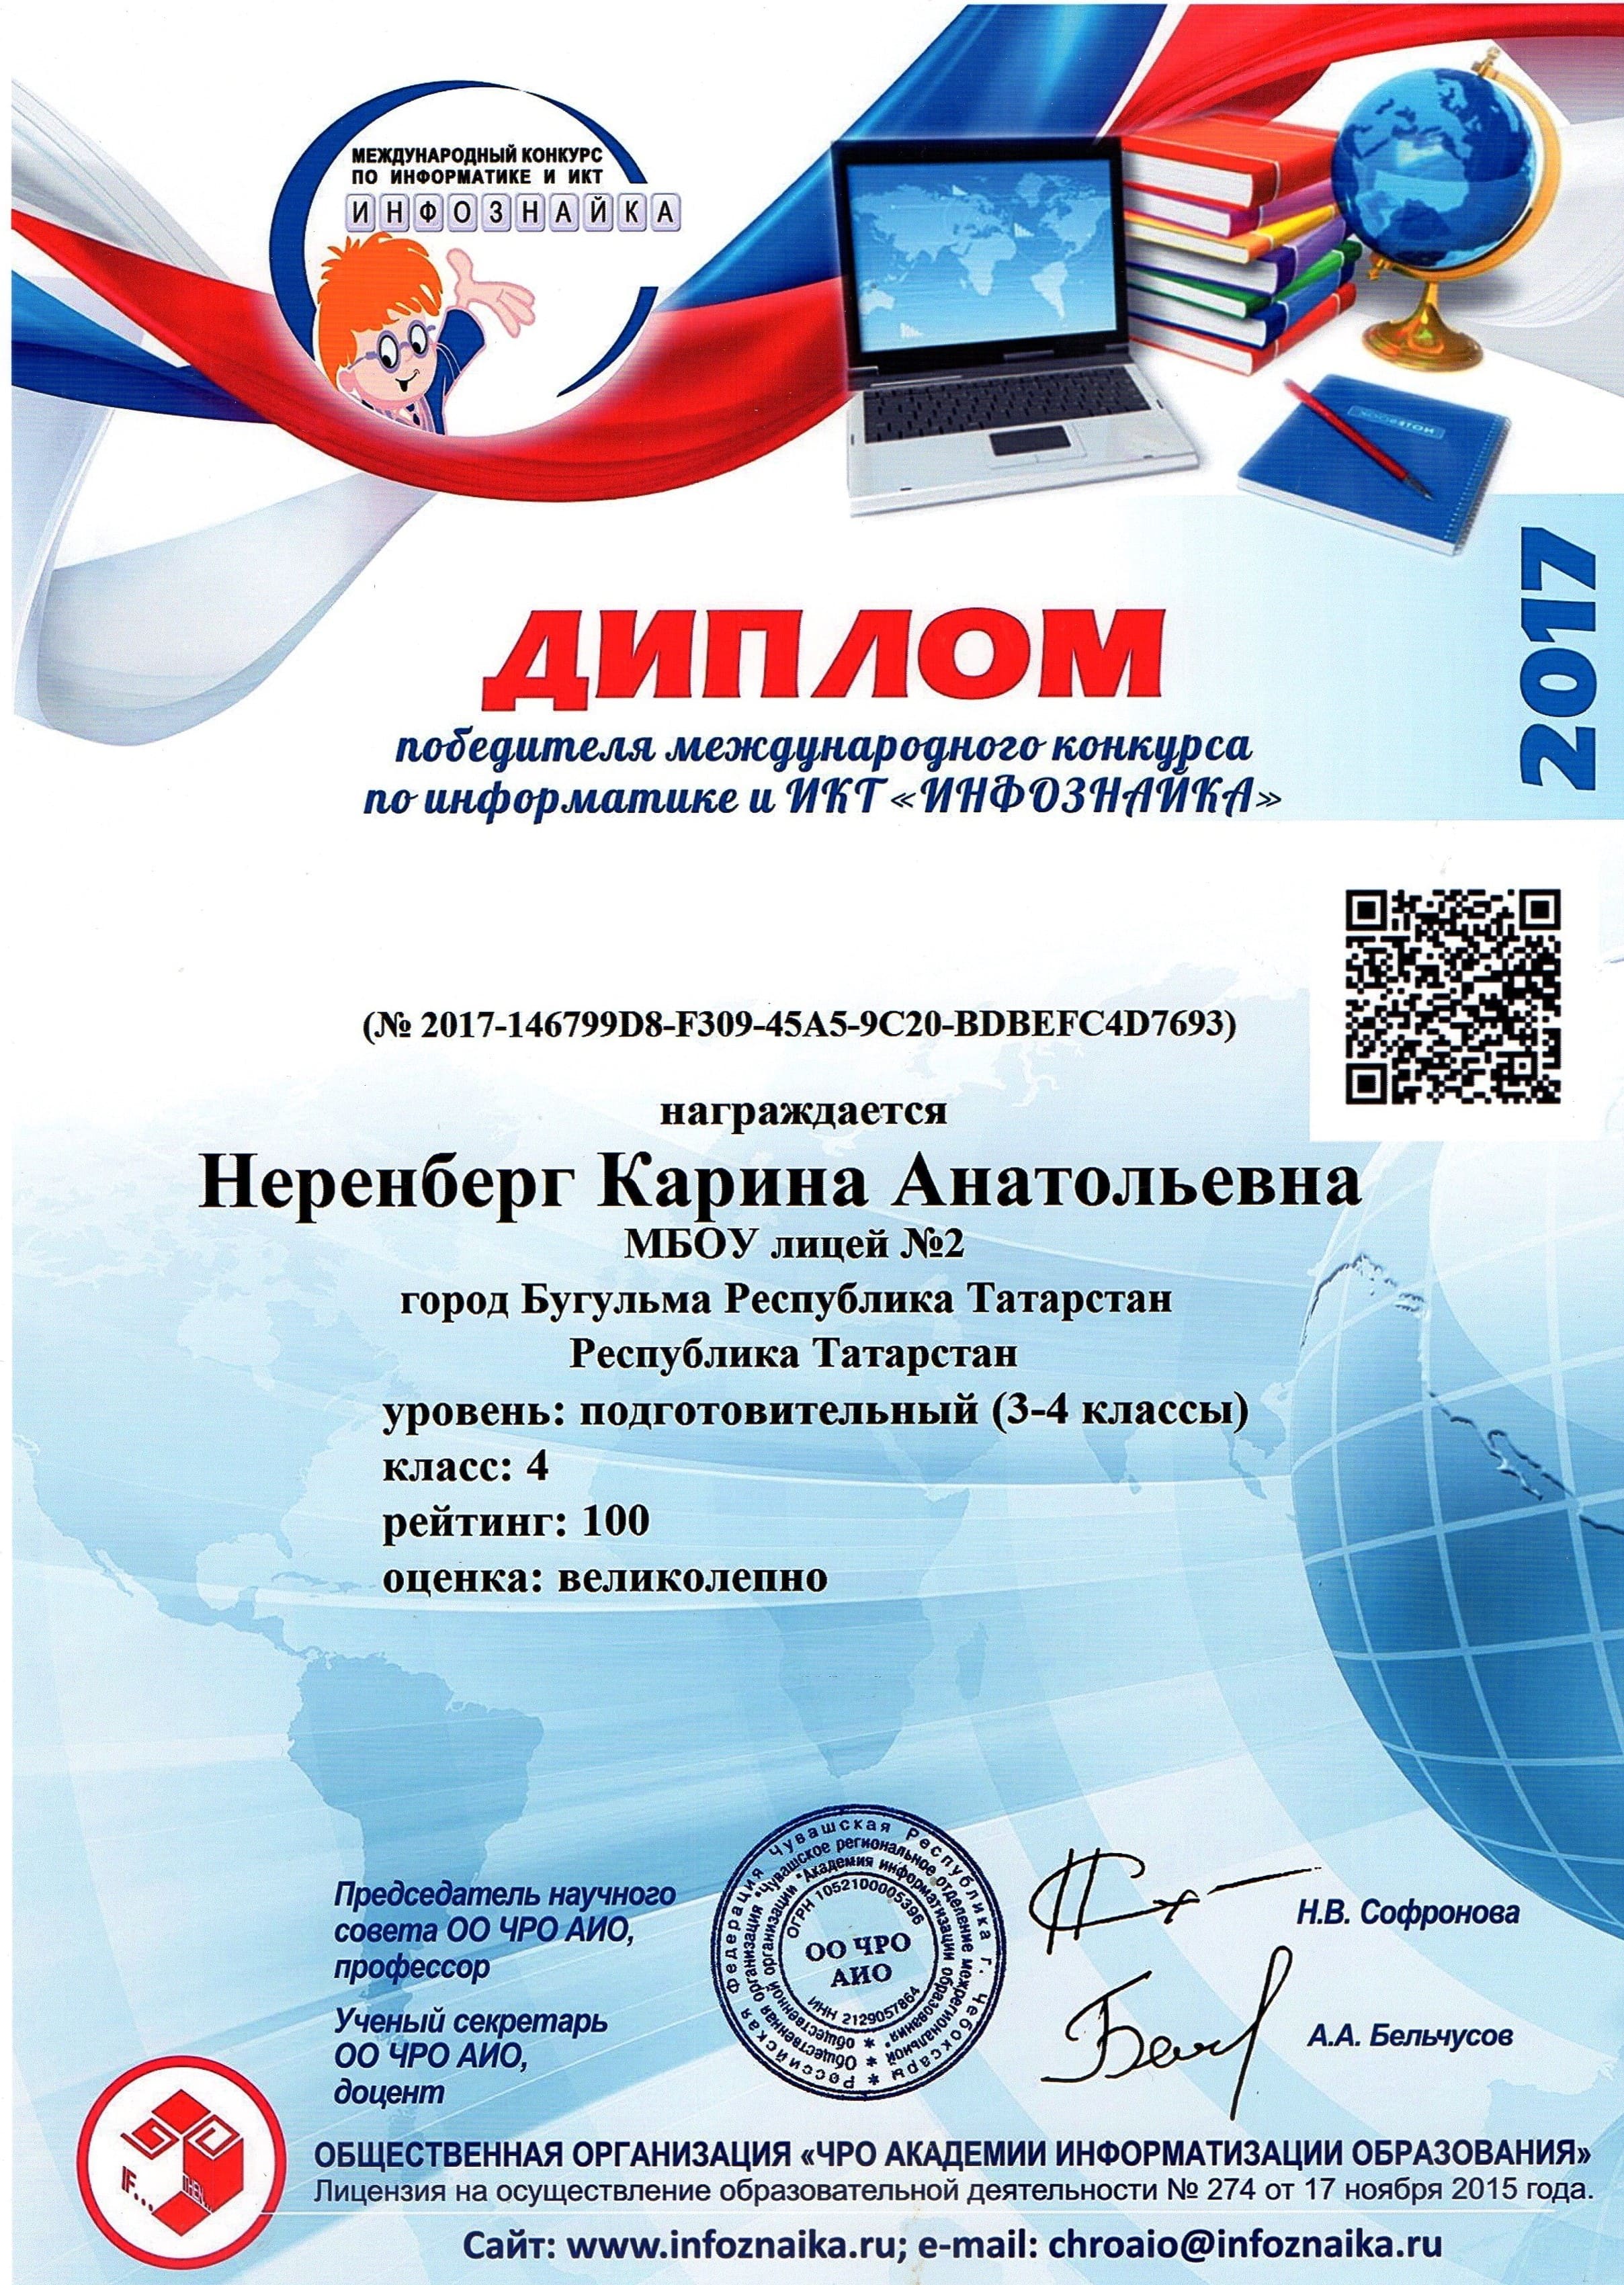 МЕЖДУНАРОДНЫЙ КОНКУРС
ПО ИНФОРМАТИКЕ И ИКТ
ИНФОЗНАЙКА
2017
ДИПЛОМ
победителя международного конкурса
по информатике и ИКТ «ИНФОЗНАЙКА»
(№ 2017-146799D8-F309-45A5-9C20-BDBEFC4D7693)
награждается
Неренберг Карина Анатольевна
МБОУ лицей №2
город Бугульма Республика Татарстан
Республика Татарстан
уровень: подготовительный (3-4 классы)
класс: 4
рейтинг: 100
оценка: великолепно
Председатель научного
совета ОО ЧРО АИО,
профессор
Н.В. Софронова
Ученый секретарь
ОО ЧРО АИО,
доцент
А.А. Бельчусов
Российская Федерация Чувашская Республика г. Чебоксары
Общественная организация "Чувашское региональное отделение межрегиональной
общественной организации "Академия информатизации образования"
ОГРН 1052100005396
ОО ЧРО
АИО
ИНН 2129057864
IF...
THEN...
ОБЩЕСТВЕННАЯ ОРГАНИЗАЦИЯ «ЧРО АКАДЕМИИ ИНФОРМАТИЗАЦИИ ОБРАЗОВАНИЯ»
Лицензия на осуществление образовательной деятельности № 274 от 17 ноября 2015 года.
Сайт: www.infoznaika.ru; e-mail: chroaio@infoznaika.ru